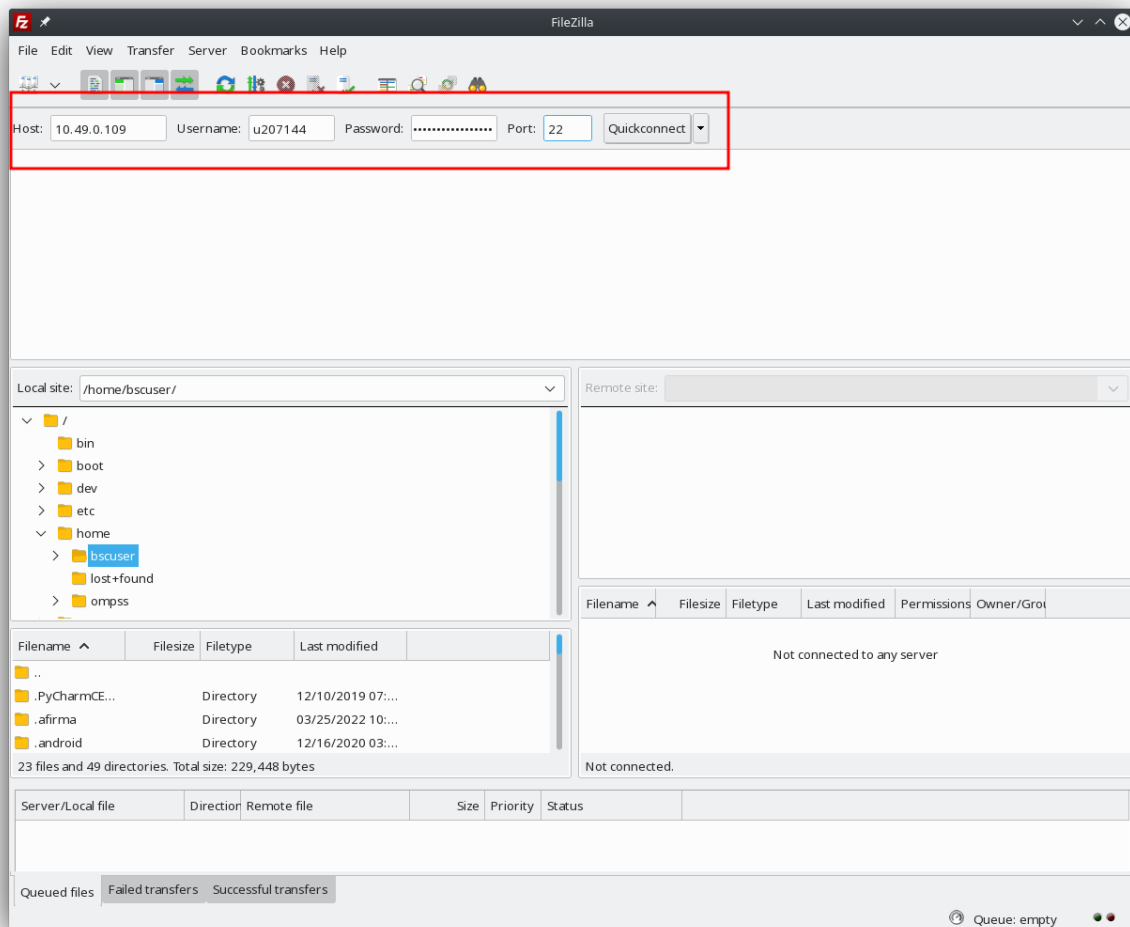 FileZilla
File Edit View Transfer Server Bookmarks Help
Host: 10.49.0.109 Username: u207144 Password: ••••••••••••••••• Port: 22 Quickconnect
Local site: /home/bscuser/
/
bin
boot
dev
etc
home
bscuser
lost+found
ompss
Filename Filesize Filetype Last modified
..
.PyCharmCE... Directory 12/10/2019 07:...
.afirma Directory 03/25/2022 10:...
.android Directory 12/16/2020 03:...
23 files and 49 directories. Total size: 229,448 bytes
Remote site:
Filename Filesize Filetype Last modified Permissions Owner/Grou
Not connected to any server
Not connected.
Server/Local file Direction Remote file Size Priority Status
Queued files Failed transfers Successful transfers
Queue: empty